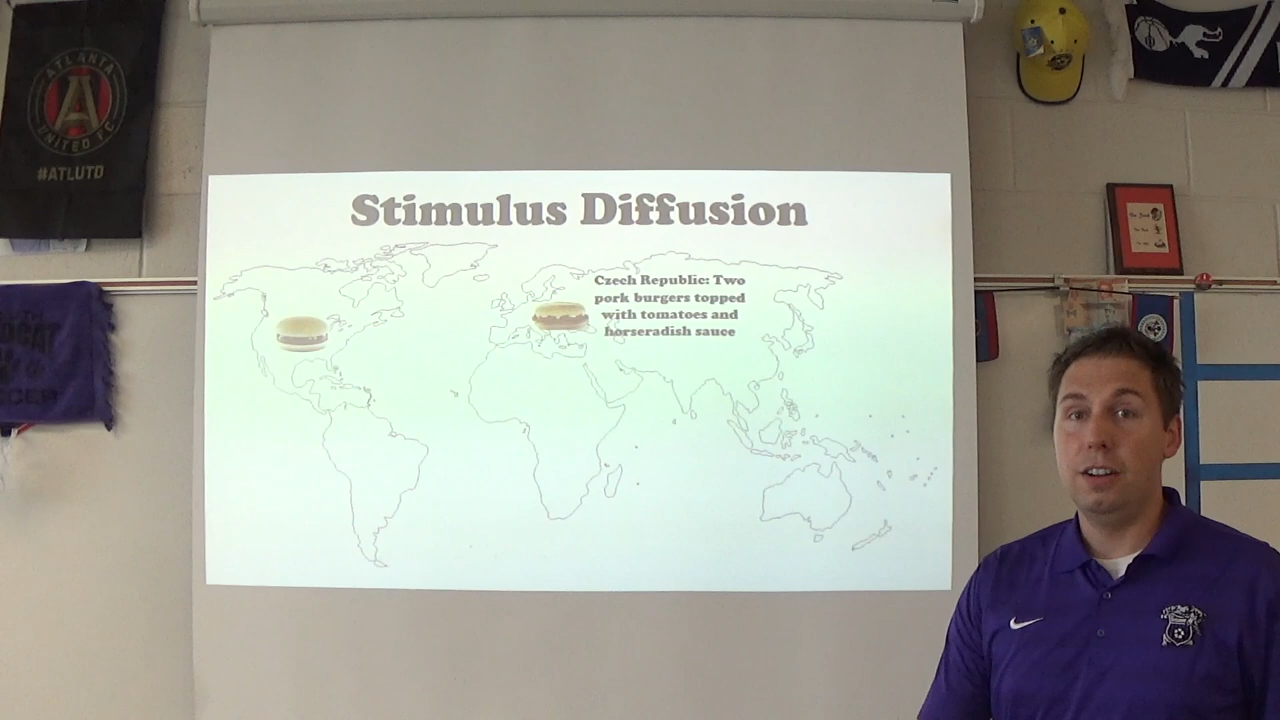 ATLANTA
UNITED FC
#ATLUTD
Stimulus Diffusion
Czech Republic: Two
pork burgers topped
with tomatoes and
horseradish sauce